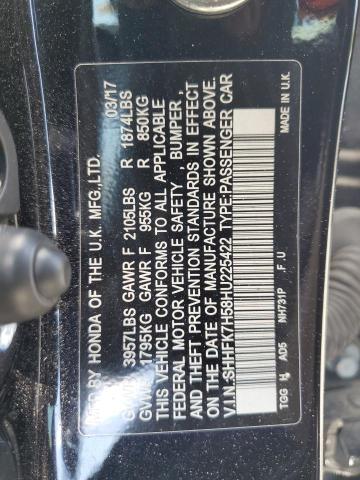 MFD. BY HONDA OF THE U.K. MFG.,LTD. 03/17
GVWR 3957LBS GAWR F 2105LBS R 1874LBS
GVWR 1795KG GAWR F 955KG R 850KG
THIS VEHICLE CONFORMS TO ALL APPLICABLE
FEDERAL MOTOR VEHICLE SAFETY , BUMPER ,
AND THEFT PREVENTION STANDARDS IN EFFECT
ON THE DATE OF MANUFACTURE SHOWN ABOVE.
V.I.N.:SHHFK7H58HU225422 TYPE:PASSENGER CAR
TGG H AD5 NH731P .F .U
MADE IN U.K.